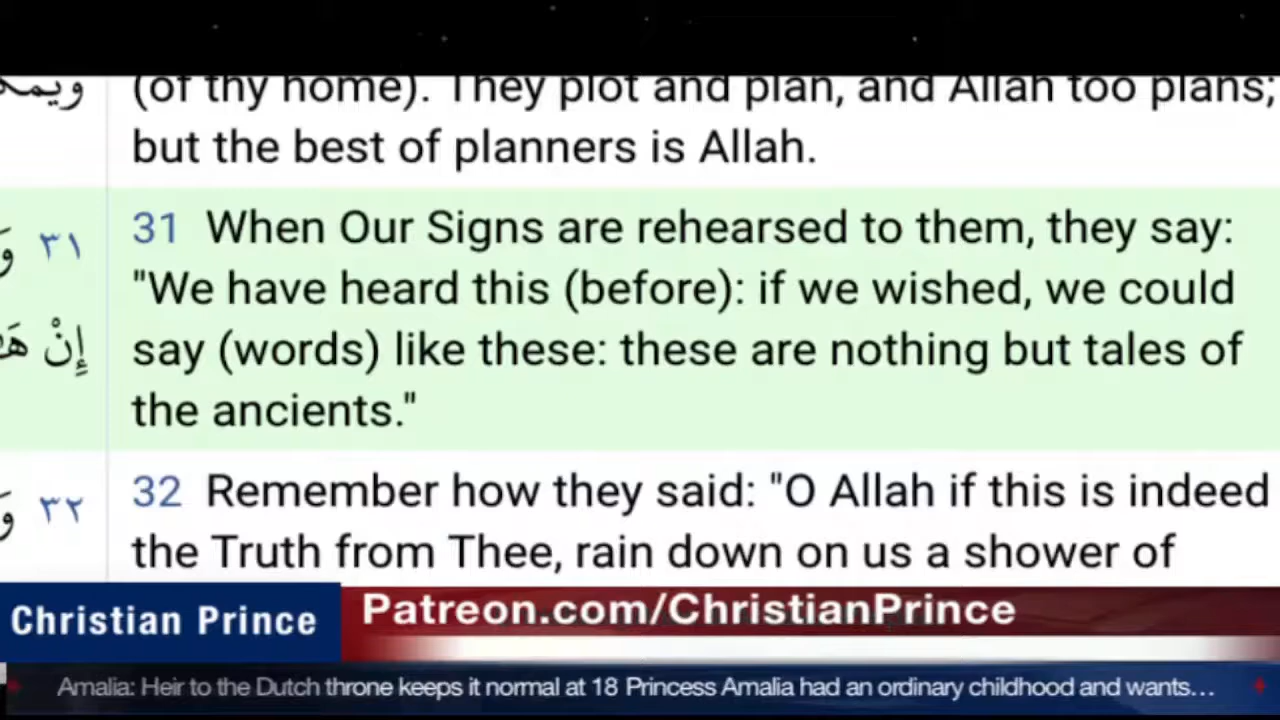 (of thy home). They plot and plan, and Allah too plans;
but the best of planners is Allah.
٣١
31 When Our Signs are rehearsed to them, they say:
"We have heard this (before): if we wished, we could
إِنْ
say (words) like these: these are nothing but tales of
the ancients."
٣٢
32 Remember how they said: "O Allah if this is indeed
the Truth from Thee, rain down on us a shower of
Christian Prince
Patreon.com/ChristianPrince
Amalia: Heir to the Dutch throne keeps it normal at 18 Princess Amalia had an ordinary childhood and wants...